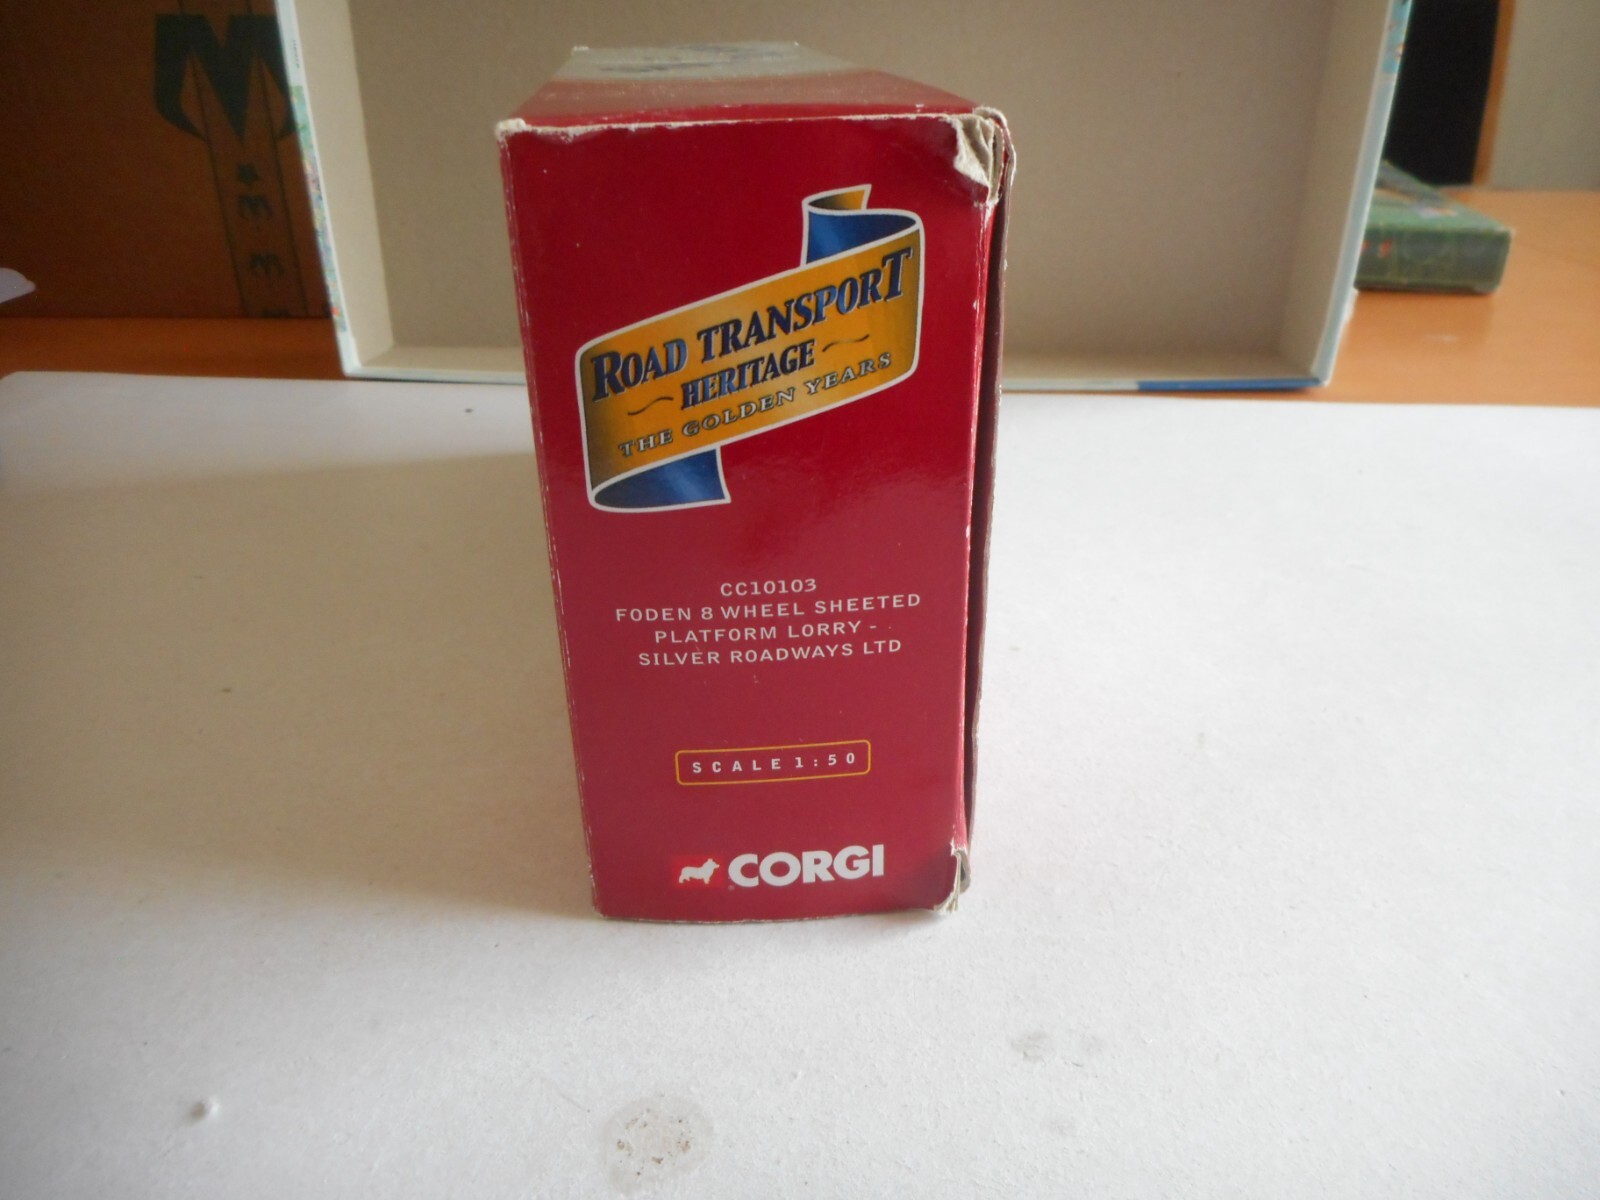 ROAD TRANSPORT
HERITAGE
THE GOLDEN YEARS
CC10103
FODEN 8 WHEEL SHEETED
PLATFORM LORRY -
SILVER ROADWAYS LTD
SCALE 1:50
CORGI